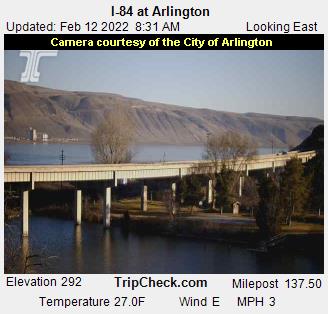 I-84 at Arlington
Updated: Feb 12 2022 8:31 AM Looking East
Camera courtesy of the City of Arlington
Elevation 292 TripCheck.com Milepost 137.50
Temperature 27.0F Wind E MPH 3